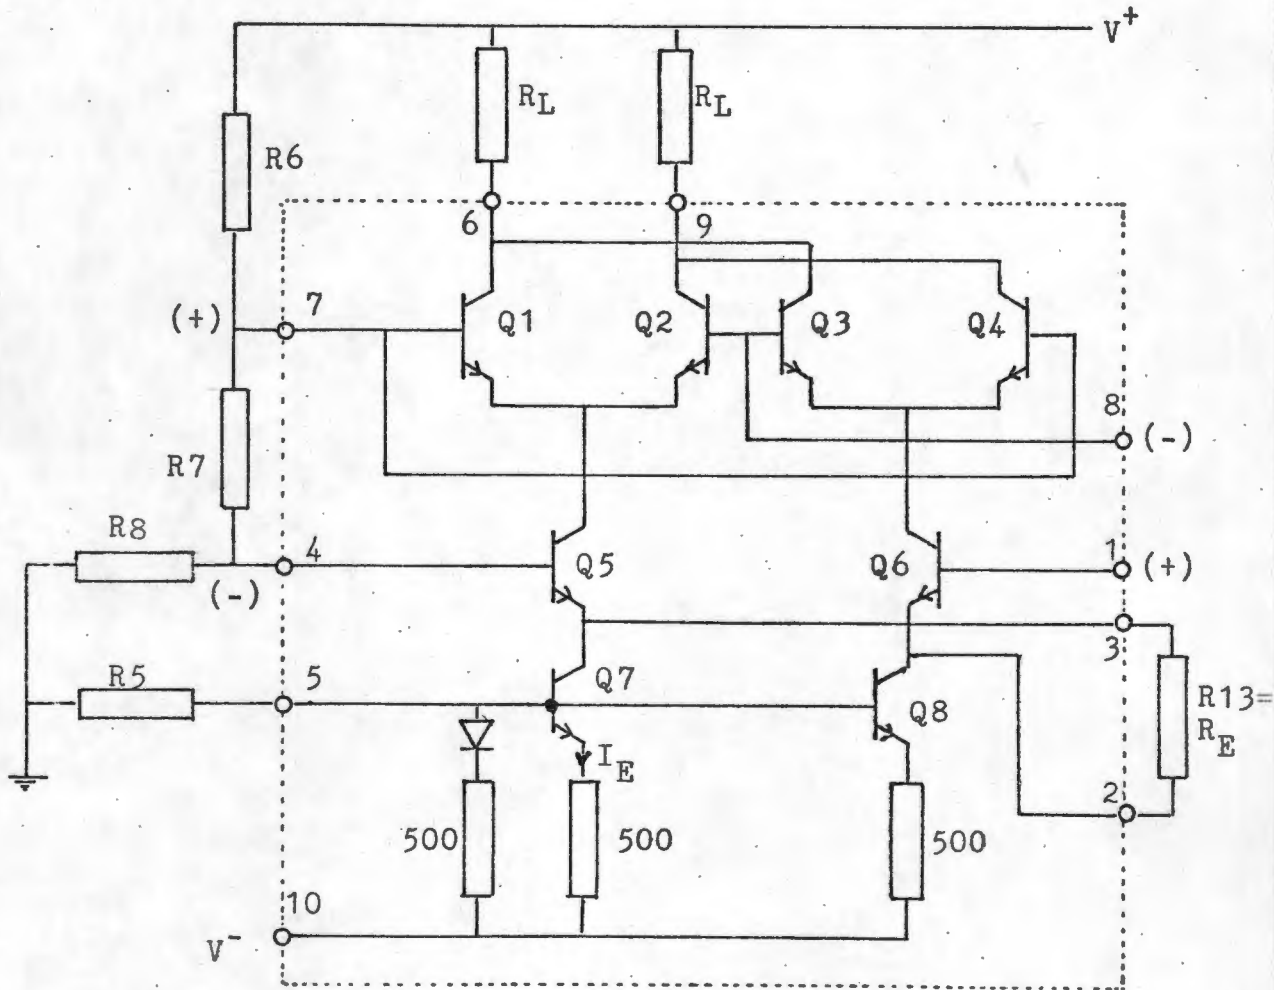 V+
RL
RL
R6
6
9
7
(+)
Q1
Q2
Q3
Q4
8
(-)
R7
R8
4
(-)
Q5
Q6
1
(+)
3
R5
5
Q7
Q8
R13=
RE
IE
2
500
500
500
10
V-